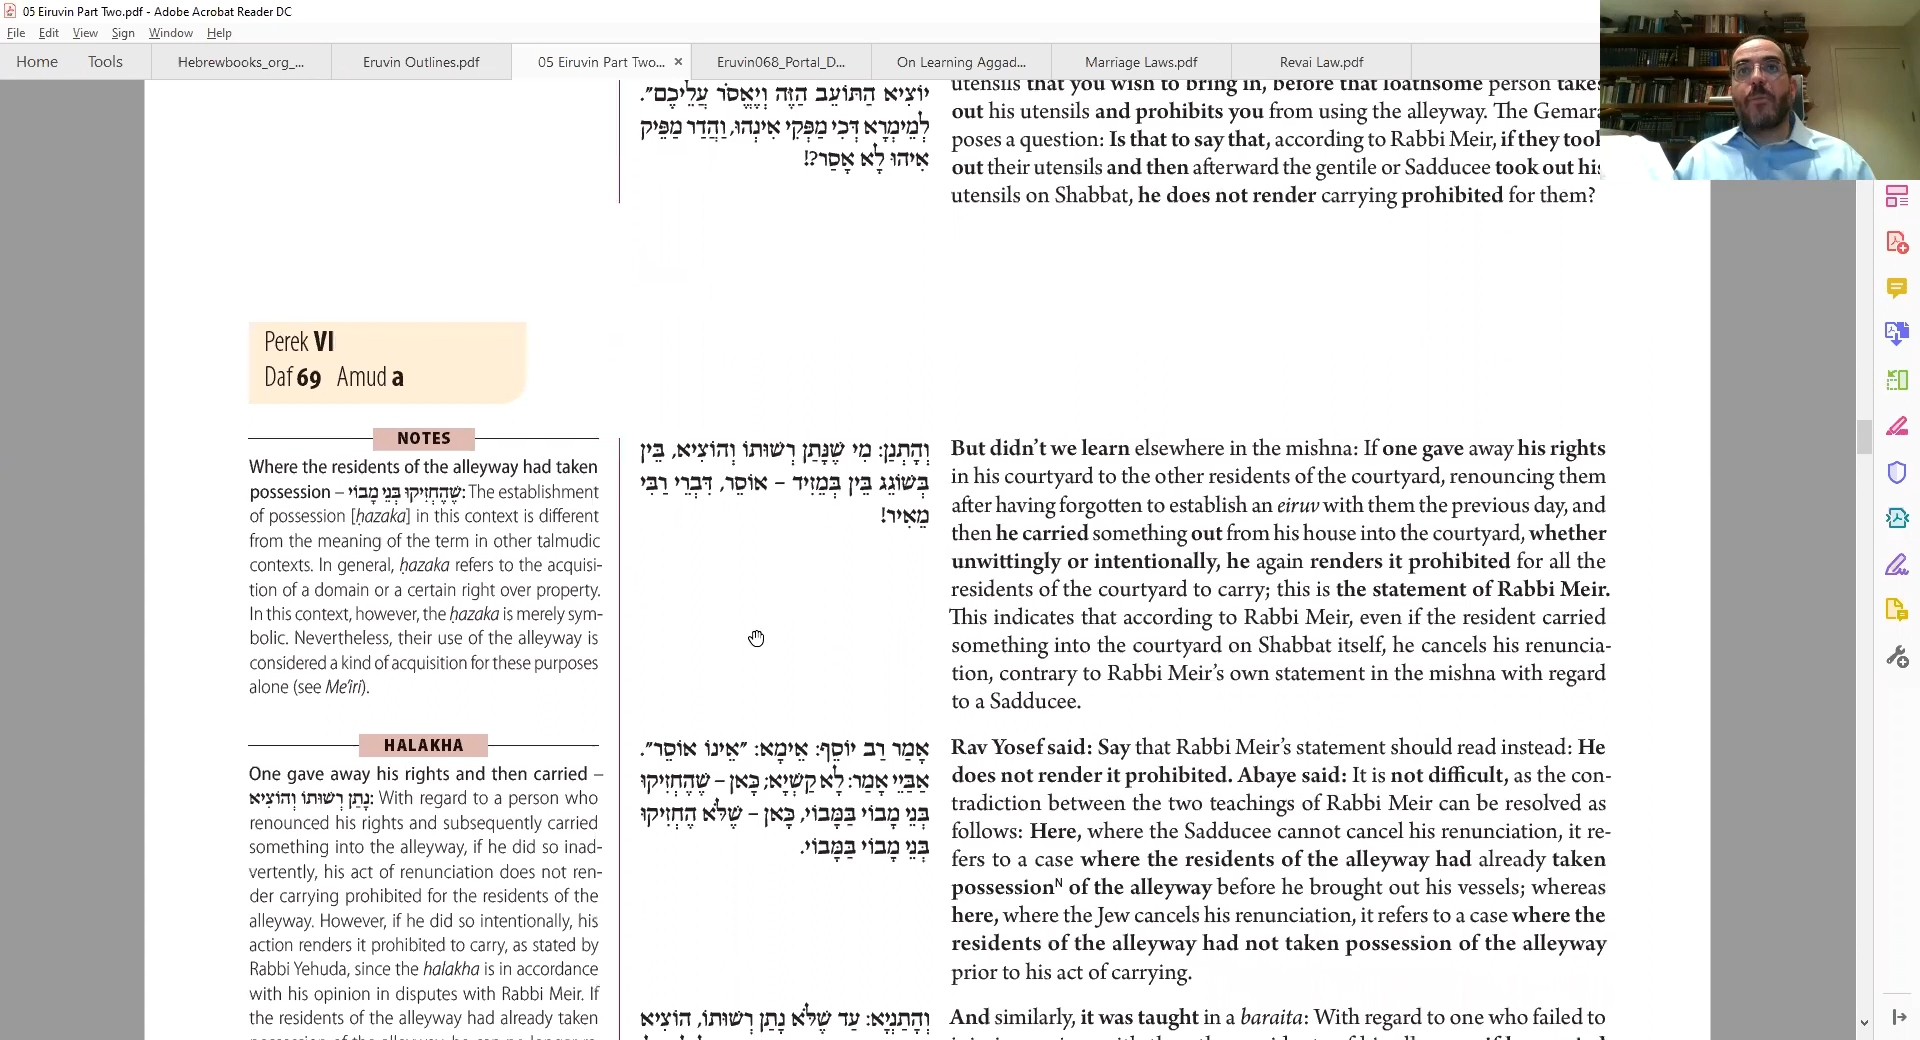 05 Eiruvin Part Two.pdf - Adobe Acrobat Reader DC
File Edit View Sign Window Help
Home Tools Hebrewbooks_org_... Eruvin Outlines.pdf 05 Eiruvin Part Two... × Eruvin068_Portal_D... On Learning Aggad... Marriage Laws.pdf Revai Law.pdf
יוֹצִיא הַתּוֹעֵב הַזֶּה וְיֶאֱסֹר עֲלֵיכֶם״.
לְמֵימְרָא דְּכִי מַפְּקִי אִינְהוּ, וַהֲדַר מַפֵּיק
אִיהוּ לָא אָסַר?!
utensils that you wish to bring in, before that loathsome person takes
out his utensils and prohibits you from using the alleyway. The Gemara
poses a question: Is that to say that, according to Rabbi Meir, if they took
out their utensils and then afterward the gentile or Sadducee took out his
utensils on Shabbat, he does not render carrying prohibited for them?
Perek VI
Daf 69 Amud a
NOTES
Where the residents of the alleyway had taken
possession – שֶׁהֶחְזִיקוּ בְּנֵי מָבוֹי: The establishment
of possession [ḥazaka] in this context is different
from the meaning of the term in other talmudic
contexts. In general, ḥazaka refers to the acquisi-
tion of a domain or a certain right over property.
In this context, however, the ḥazaka is merely sym-
bolic. Nevertheless, their use of the alleyway is
considered a kind of acquisition for these purposes
alone (see Me'iri).
HALAKHA
One gave away his rights and then carried –
נָתַן רְשׁוּתוֹ וְהוֹצִיא: With regard to a person who
renounced his rights and subsequently carried
something into the alleyway, if he did so inad-
vertently, his act of renunciation does not ren-
der carrying prohibited for the residents of the
alleyway. However, if he did so intentionally, his
action renders it prohibited to carry, as stated by
Rabbi Yehuda, since the halakha is in accordance
with his opinion in disputes with Rabbi Meir. If
the residents of the alleyway had already taken
וְהָתְנַן: מִי שֶׁנָּתַן רְשׁוּתוֹ וְהוֹצִיא, בֵּין
בְּשׁוֹגֵג בֵּין בְּמֵזִיד – אוֹסֵר, דִּבְרֵי רַבִּי
מֵאִיר!
אָמַר רַב יוֹסֵף: אֵימָא: ״אֵינוֹ אוֹסֵר״.
אַבַּיֵי אָמַר: לָא קַשְׁיָא; כָּאן – שֶׁהֶחְזִיקוּ
בְּנֵי מָבוֹי בַּמָּבוֹי, כָּאן – שֶׁלֹּא הֶחְזִיקוּ
בְּנֵי מָבוֹי בַּמָּבוֹי.
וְהָתַנְיָא: עַד שֶׁלֹּא נָתַן רְשׁוּתוֹ, הוֹצִיא
But didn't we learn elsewhere in the mishna: If one gave away his rights
in his courtyard to the other residents of the courtyard, renouncing them
after having forgotten to establish an eiruv with them the previous day, and
then he carried something out from his house into the courtyard, whether
unwittingly or intentionally, he again renders it prohibited for all the
residents of the courtyard to carry; this is the statement of Rabbi Meir.
This indicates that according to Rabbi Meir, even if the resident carried
something into the courtyard on Shabbat itself, he cancels his renuncia-
tion, contrary to Rabbi Meir's own statement in the mishna with regard
to a Sadducee.
Rav Yosef said: Say that Rabbi Meir's statement should read instead: He
does not render it prohibited. Abaye said: It is not difficult, as the con-
tradiction between the two teachings of Rabbi Meir can be resolved as
follows: Here, where the Sadducee cannot cancel his renunciation, it re-
fers to a case where the residents of the alleyway had already taken
possessionᴺ of the alleyway before he brought out his vessels; whereas
here, where the Jew cancels his renunciation, it refers to a case where the
residents of the alleyway had not taken possession of the alleyway
prior to his act of carrying.
And similarly, it was taught in a baraita: With regard to one who failed to